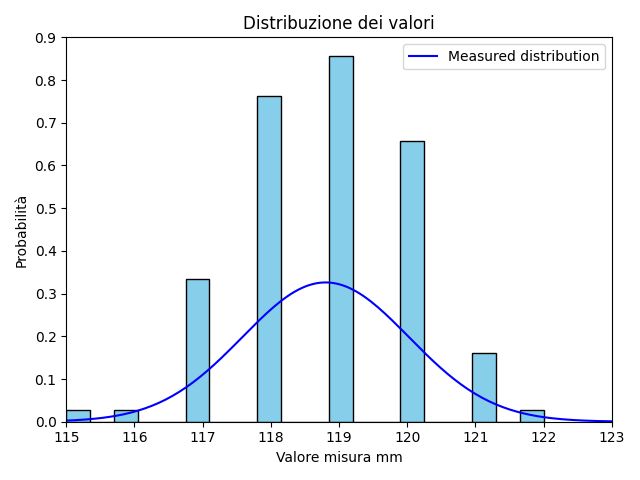 Distribuzione dei valori
Measured distribution
Probabilità
0.9
0.8
0.7
0.6
0.5
0.4
0.3
0.2
0.1
0.0
115 116 117 118 119 120 121 122 123
Valore misura mm